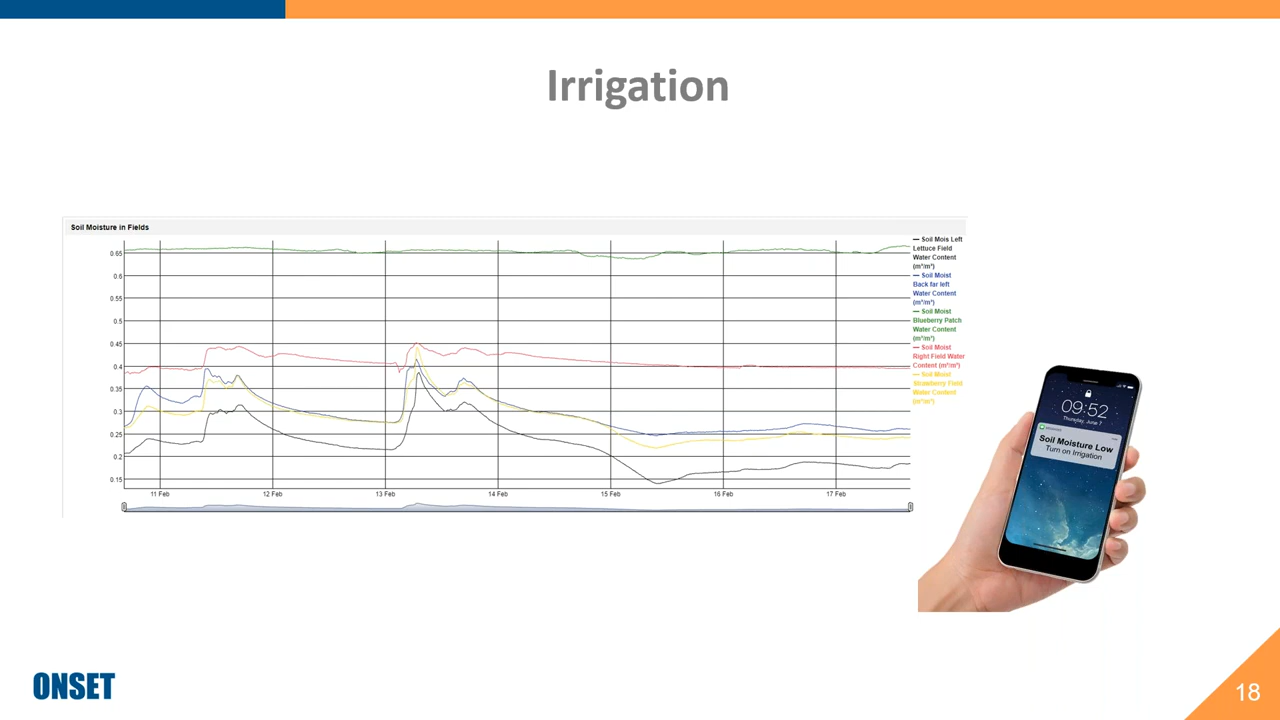 Irrigation
Soil Moisture in Fields
0.65
0.6
0.55
0.5
0.45
0.4
0.35
0.3
0.25
0.2
0.15
11 Feb
12 Feb
13 Feb
14 Feb
15 Feb
16 Feb
17 Feb
Soil Mois Left
Lettuce Field
Water Content
(m³/m³)
Soil Moist
Back far left
Water Content
(m³/m³)
Soil Moist
Blueberry Patch
Water Content
(m³/m³)
Soil Moist
Right Field Water
Content (m³/m³)
Soil Moist
Strawberry Field
Water Content
(m³/m³)
09:52
Thursday, June 7
Soil Moisture Low
Turn on Irrigation
ONSET
18